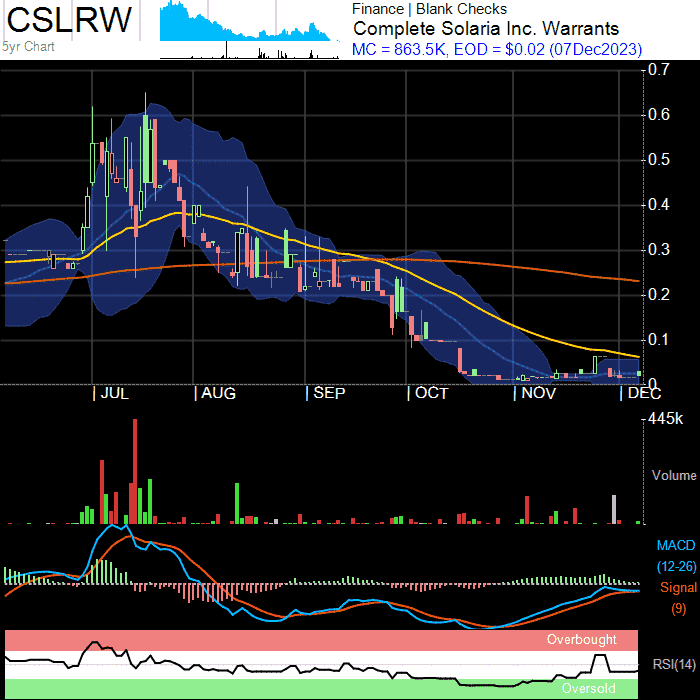 CSLRW
5yr Chart
Finance | Blank Checks
Complete Solaria Inc. Warrants
MC = 863.5K, EOD = $0.02 (07Dec2023)
0.7
0.6
0.5
0.4
0.3
0.2
0.1
0
| JUL | AUG | SEP | OCT | NOV | DEC
445k
Volume
MACD
(12-26)
Signal
(9)
Overbought
RSI(14)
Oversold